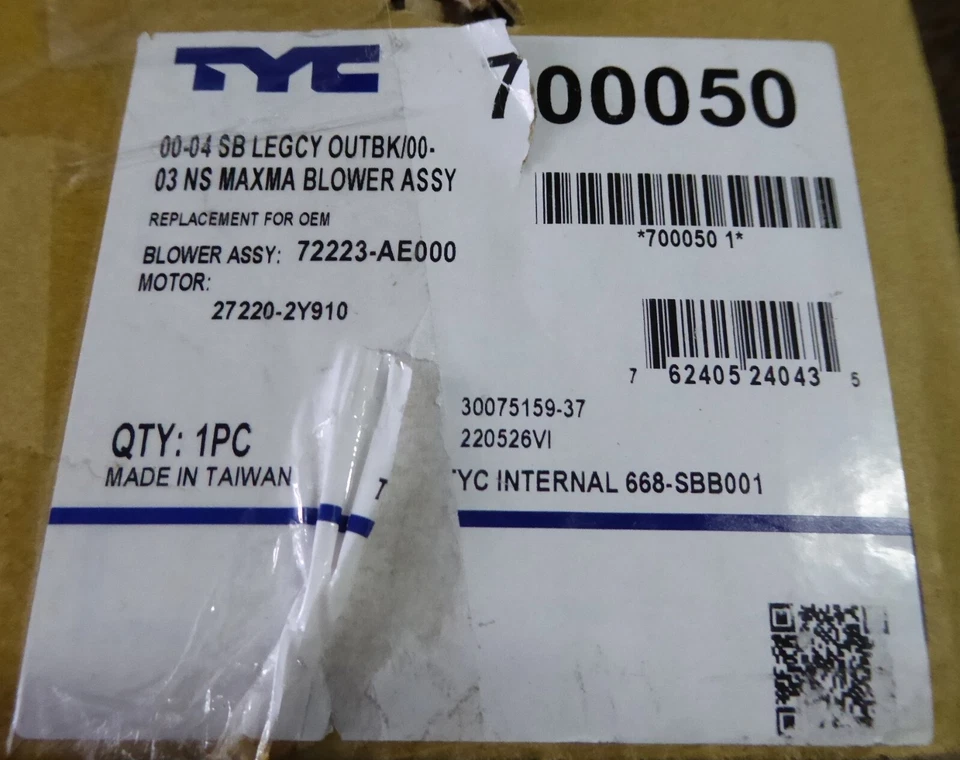 TYC
700050
00-04 SB LEGCY OUTBK/00-
03 NS MAXMA BLOWER ASSY
REPLACEMENT FOR OEM
BLOWER ASSY: 72223-AE000
MOTOR:
27220-2Y910
*700050 1*
7 62405 24043 5
30075159-37
220526VI
QTY: 1PC
MADE IN TAIWAN
TYC INTERNAL 668-SBB001